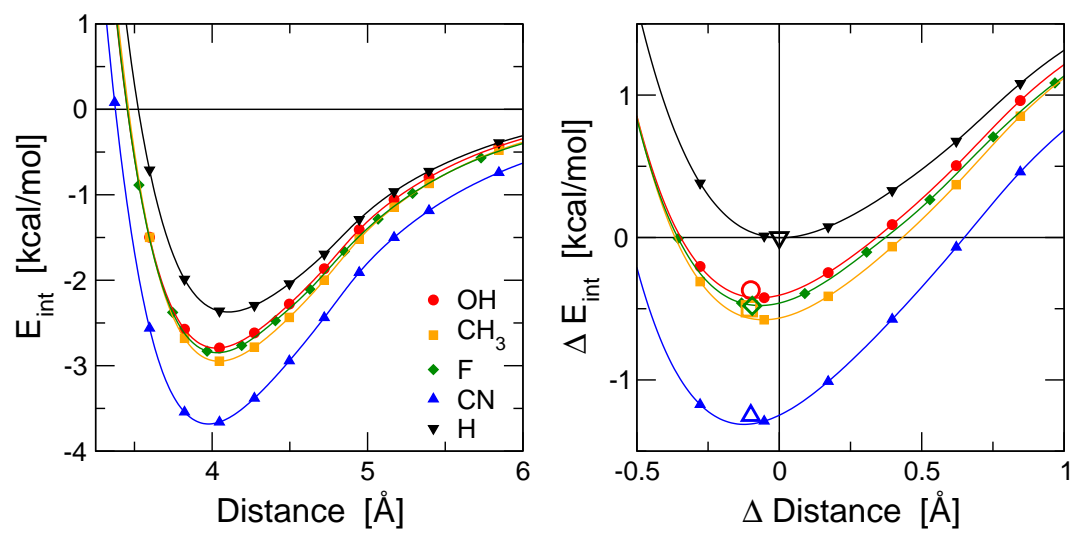 1
0
-1
-2
-3
-4
4
5
6
E_int [kcal/mol]
Distance [Å]
OH
CH₃
F
CN
H
1
0
-1
-0.5
0
0.5
1
Δ E_int [kcal/mol]
Δ Distance [Å]